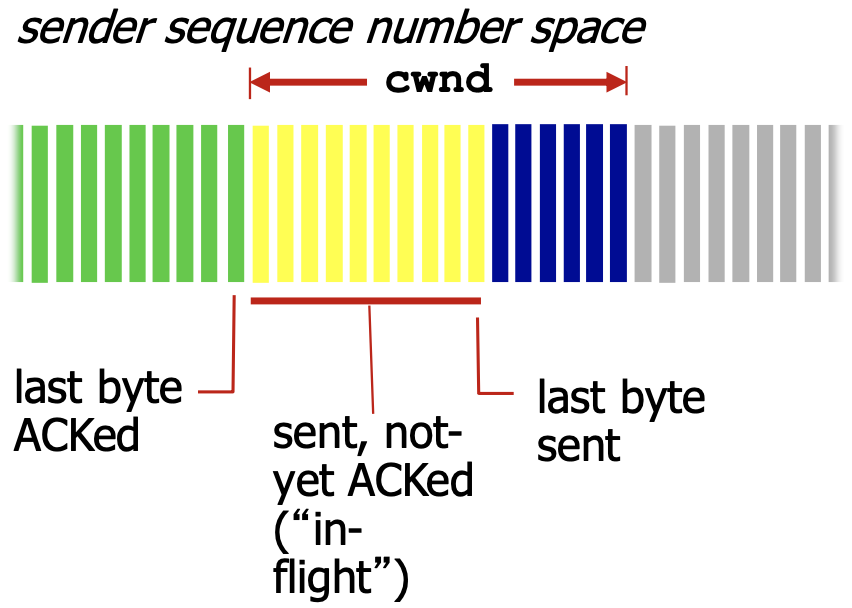 sender sequence number space
cwnd
last byte
ACKed
sent, not-
yet ACKed
(“in-
flight”)
last byte
sent